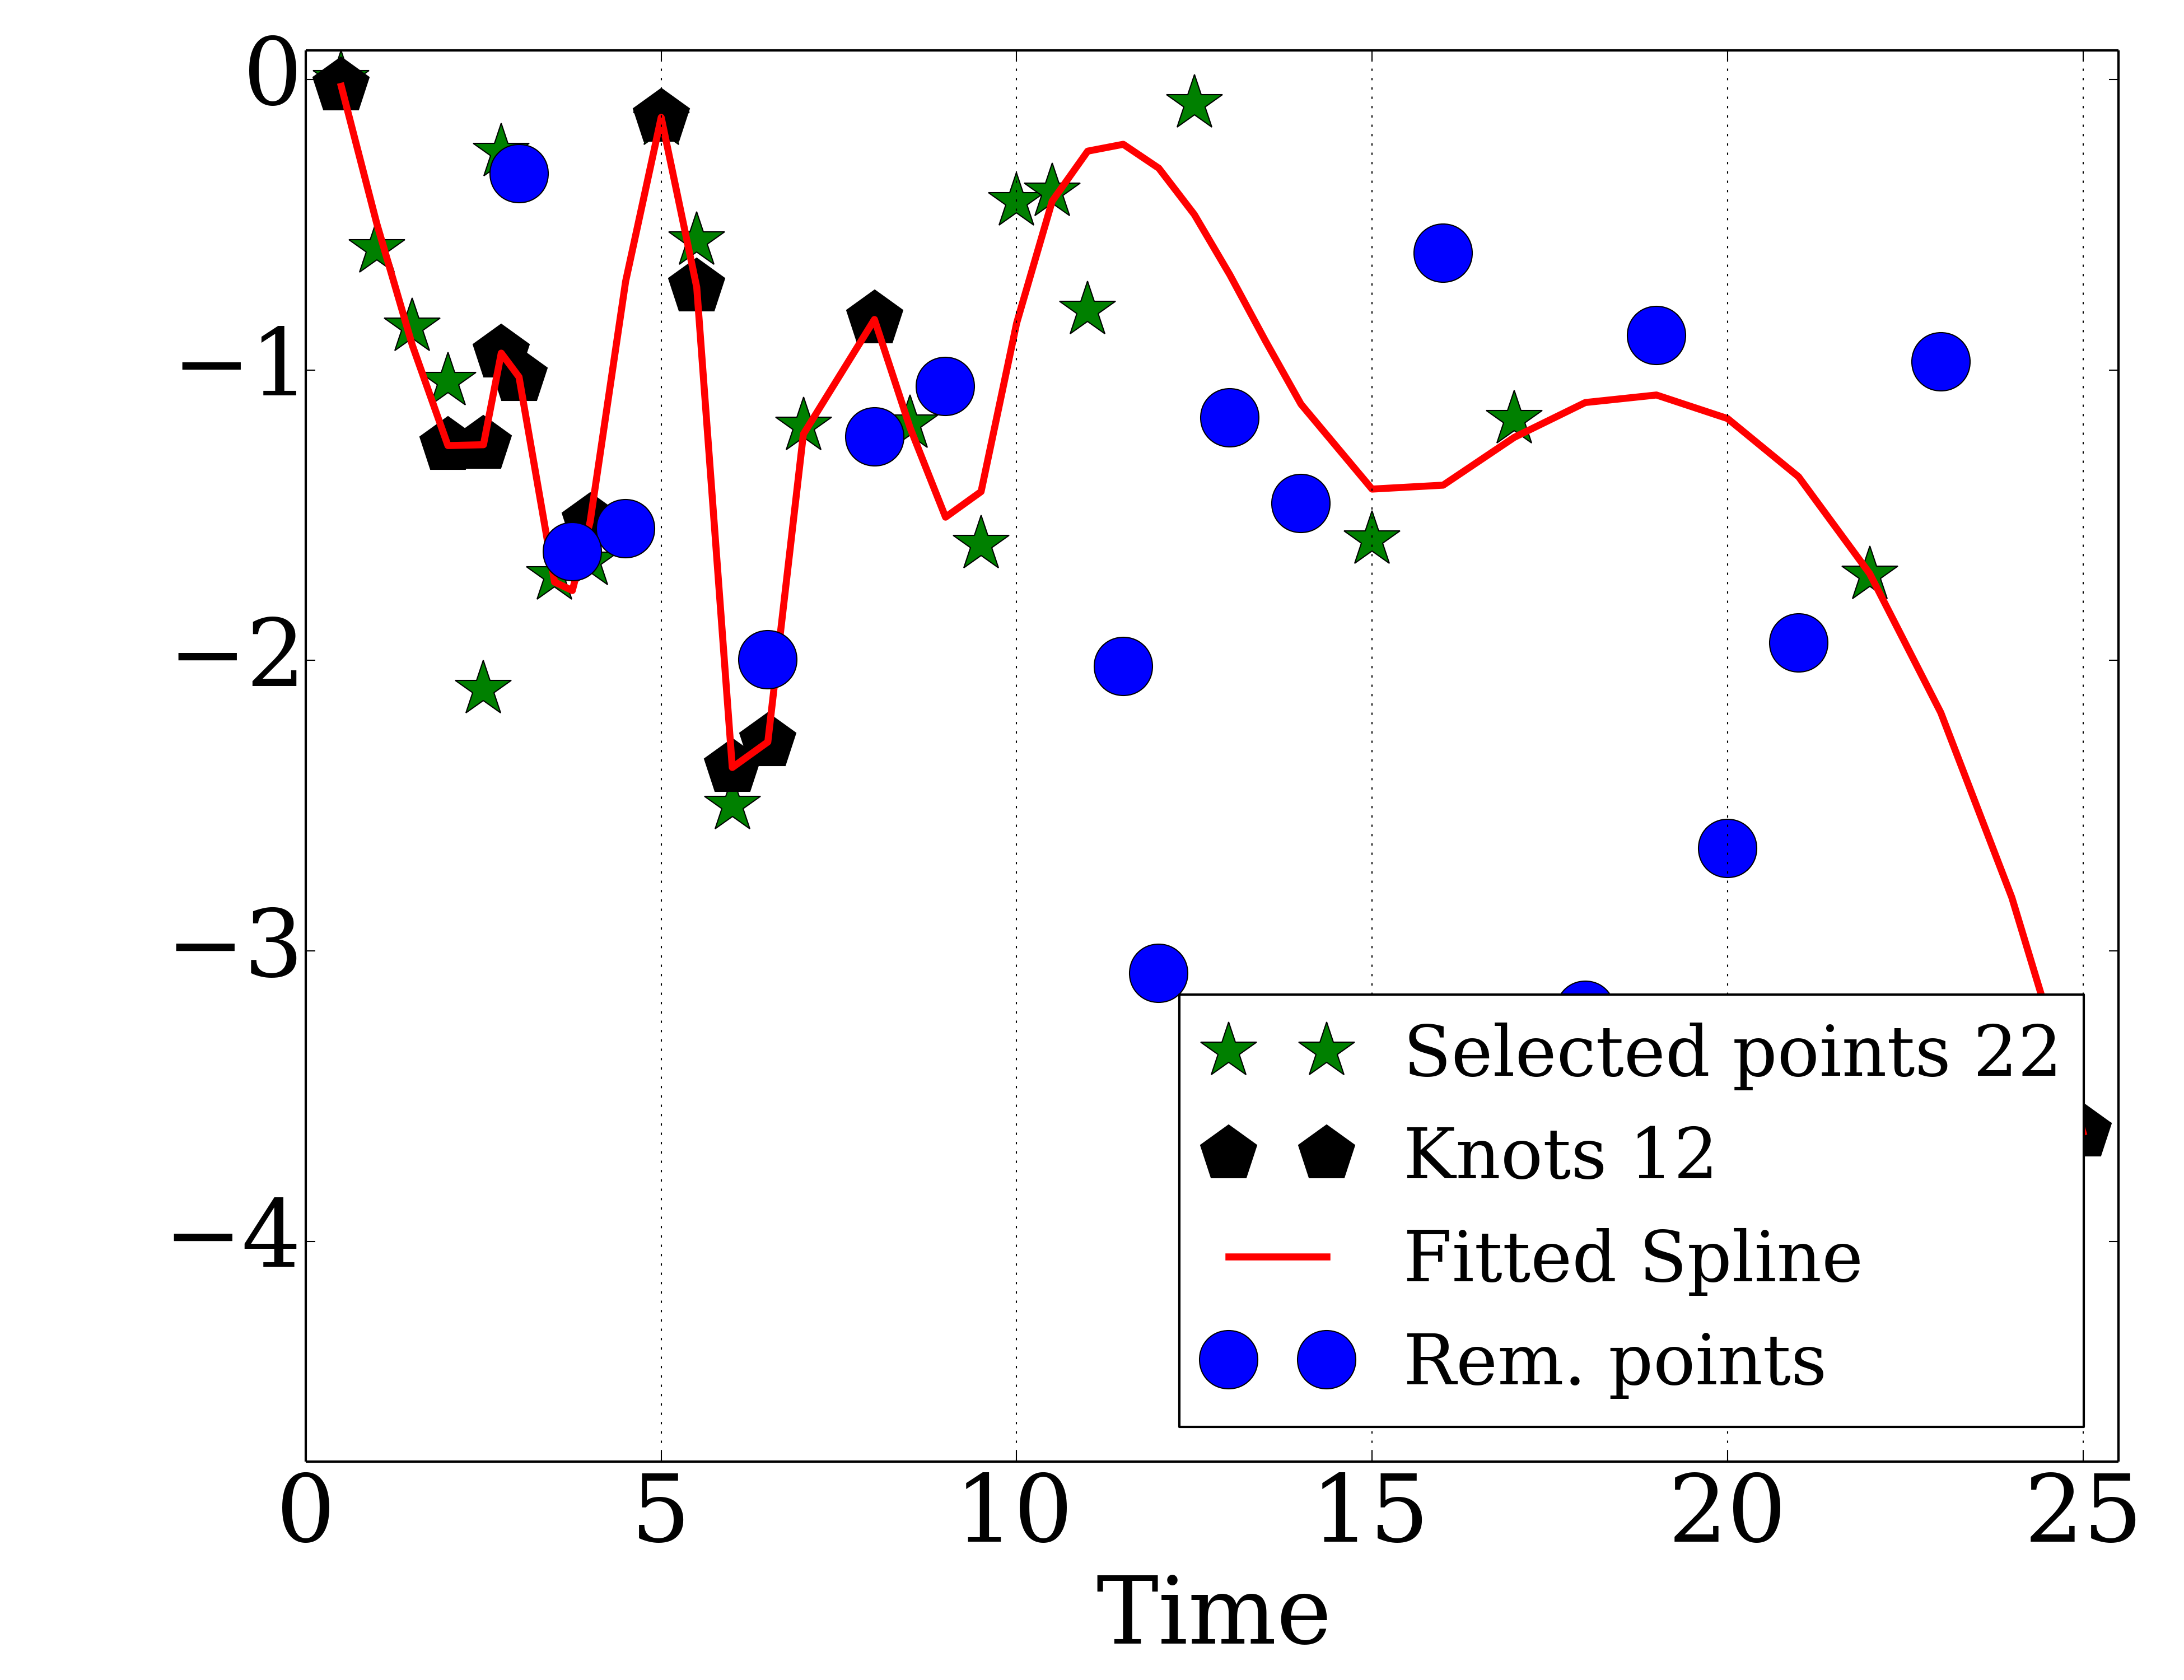 0
−1
−2
−3
−4
Selected points 22
Knots 12
Fitted Spline
Rem. points
0 5 10 15 20 25
Time